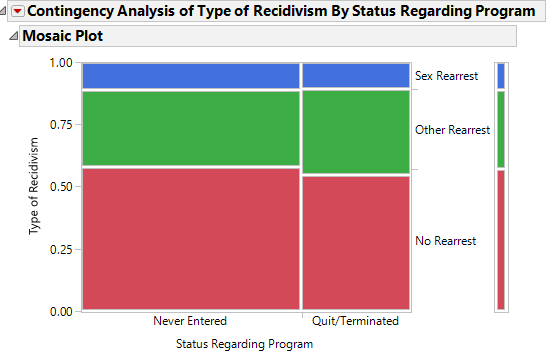 Contingency Analysis of Type of Recidivism By Status Regarding Program
Mosaic Plot
1.00
0.75
0.50
0.25
0.00
Type of Recidivism
Sex Rearrest
Other Rearrest
No Rearrest
Never Entered
Quit/Terminated
Status Regarding Program